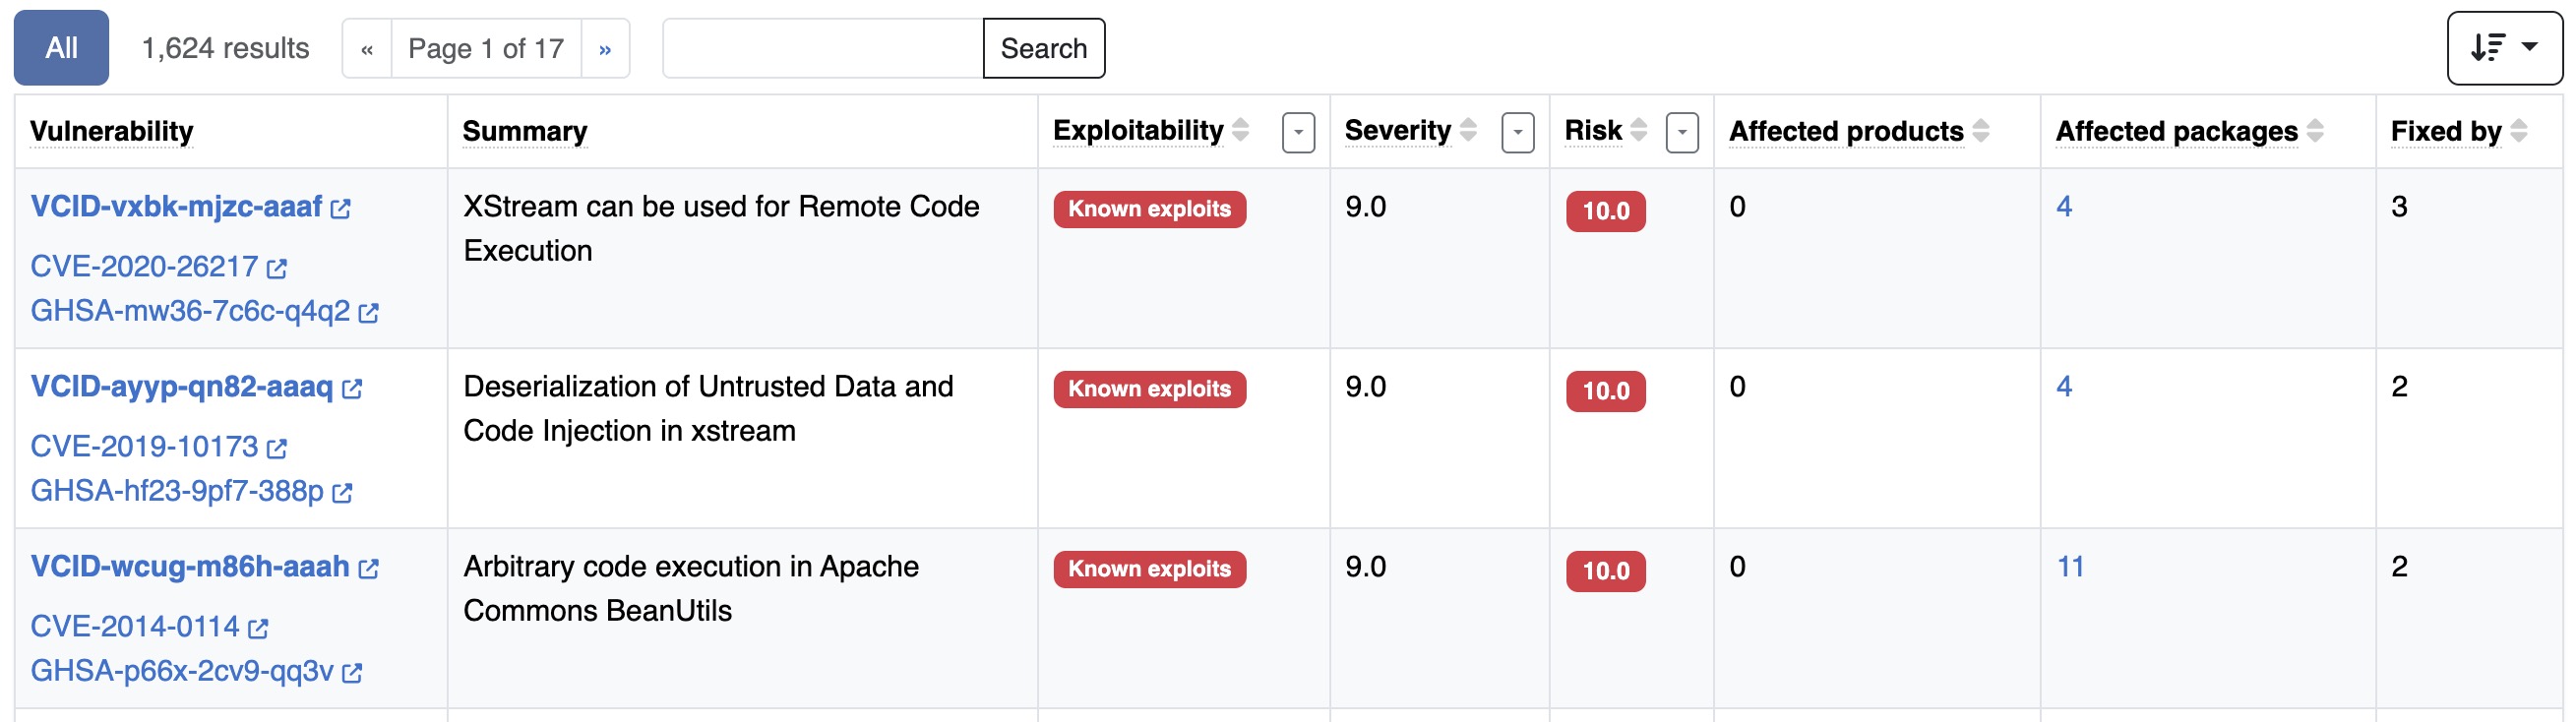 All 1,624 results « Page 1 of 17 » Search
Vulnerability Summary Exploitability Severity Risk Affected products Affected packages Fixed by
VCID-vxbk-mjzc-aaaf XStream can be used for Remote Code Known exploits 9.0 10.0 0 4 3
Execution
CVE-2020-26217
GHSA-mw36-7c6c-q4q2
VCID-ayyp-qn82-aaaq Deserialization of Untrusted Data and Known exploits 9.0 10.0 0 4 2
Code Injection in xstream
CVE-2019-10173
GHSA-hf23-9pf7-388p
VCID-wcug-m86h-aaah Arbitrary code execution in Apache Known exploits 9.0 10.0 0 11 2
Commons BeanUtils
CVE-2014-0114
GHSA-p66x-2cv9-qq3v